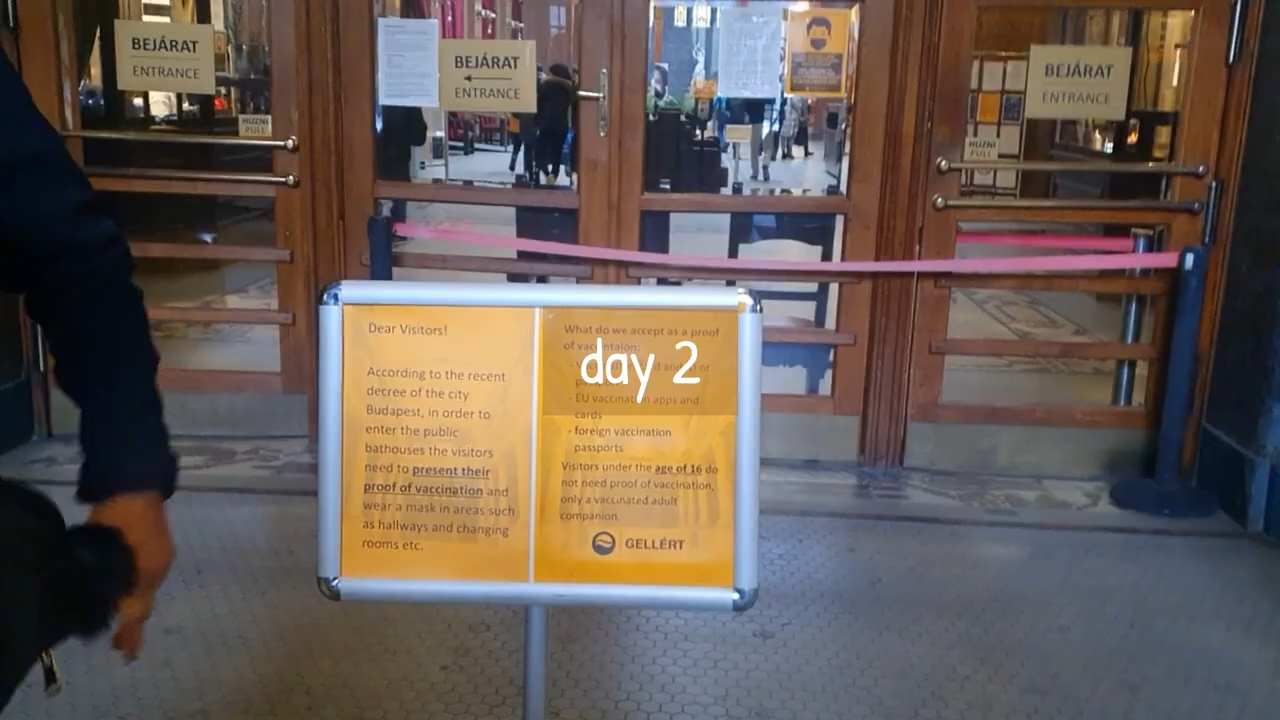 BEJÁRAT
ENTRANCE
HÚZNI
PULL
BEJÁRAT
ENTRANCE
BEJÁRAT
ENTRANCE
HÚZNI
PULL
Dear Visitors!
According to the recent
decree of the city
Budapest, in order to
enter the public
bathouses the visitors
need to present their
proof of vaccination and
wear a mask in areas such
as hallways and changing
rooms etc.
What do we accept as a proof
of vaccintaion:
day 2
- EU vaccination apps and
cards
- foreign vaccination
passports
Visitors under the age of 16 do
not need proof of vaccination,
only a vaccinated adult
companion.
GELLÉRT